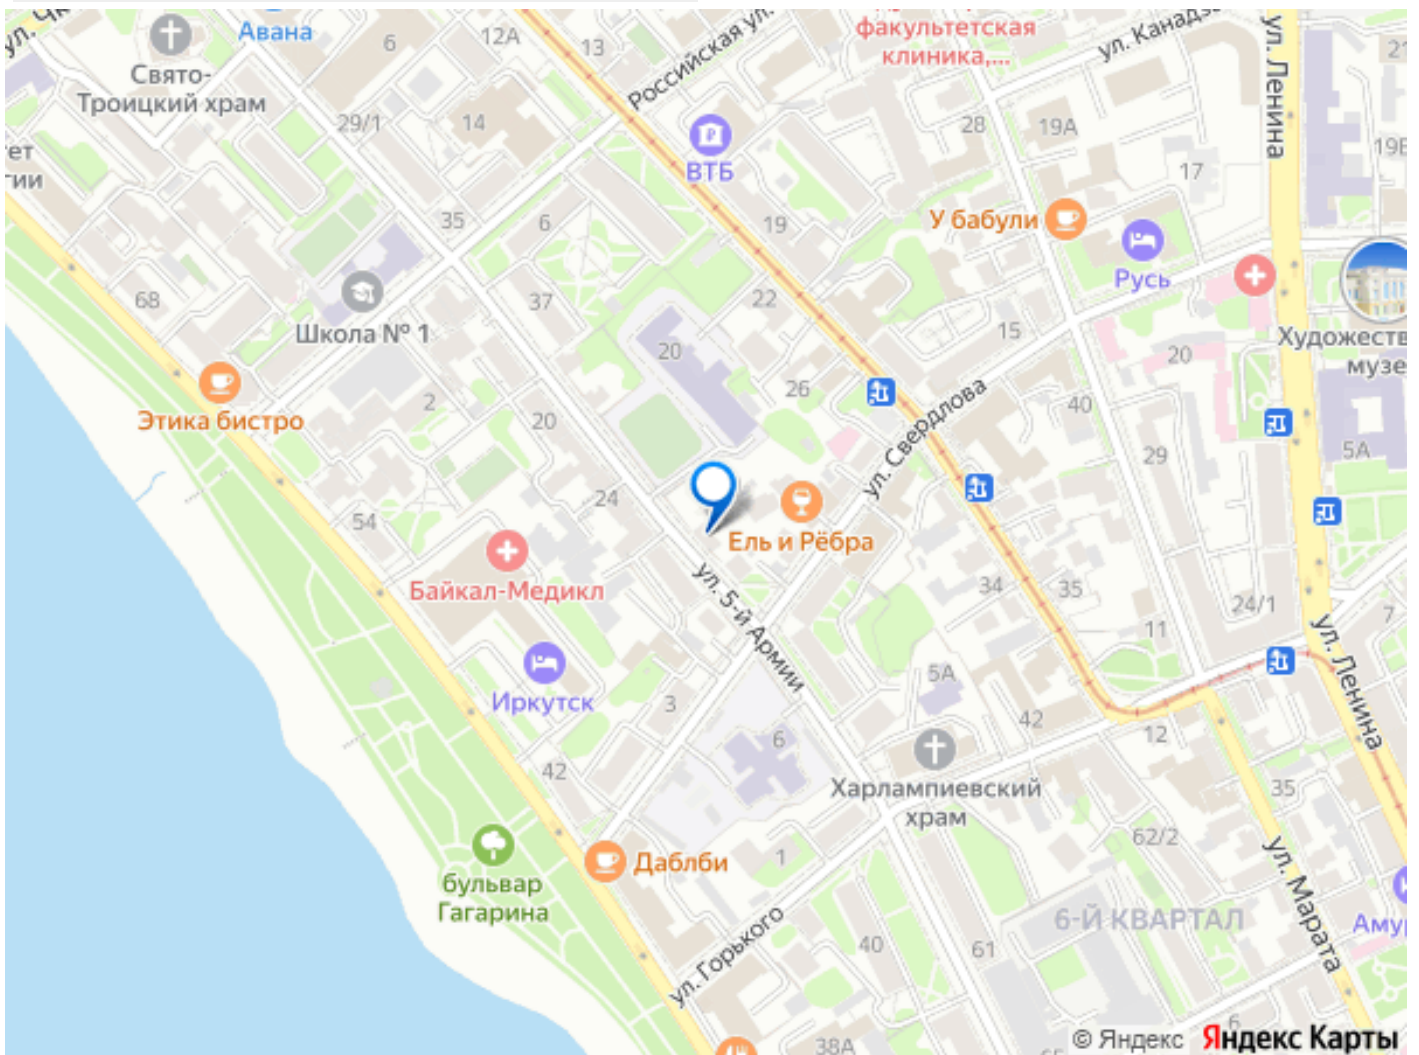 ул. Чк
Авана
6
12А
13
Российская ул.
факультетская
клиника,...
ул. Канадз
ул. Ленина
21
Свято-
Троицкий храм
29/1
14
ВТБ
28
19А
17
19Б
ет
гии
35
6
19
У бабули
Русь
68
Школа № 1
37
22
15
20
Художеств
музе
20
Этика бистро
2
20
26
ул. Свердлова
40
29
5А
24
54
Байкал-Медикл
Ель и Рёбра
ул. 5-й Армии
34
35
24/1
11
7
ул. Ленина
Иркутск
3
5А
42
12
6
42
Харлампиевский
храм
35
62/2
Даблби
1
бульвар
Гагарина
ул. Марата
6-Й КВАРТАЛ
Аму
ул. Горького
40
61
38А
6
© Яндекс Яндекс Карты